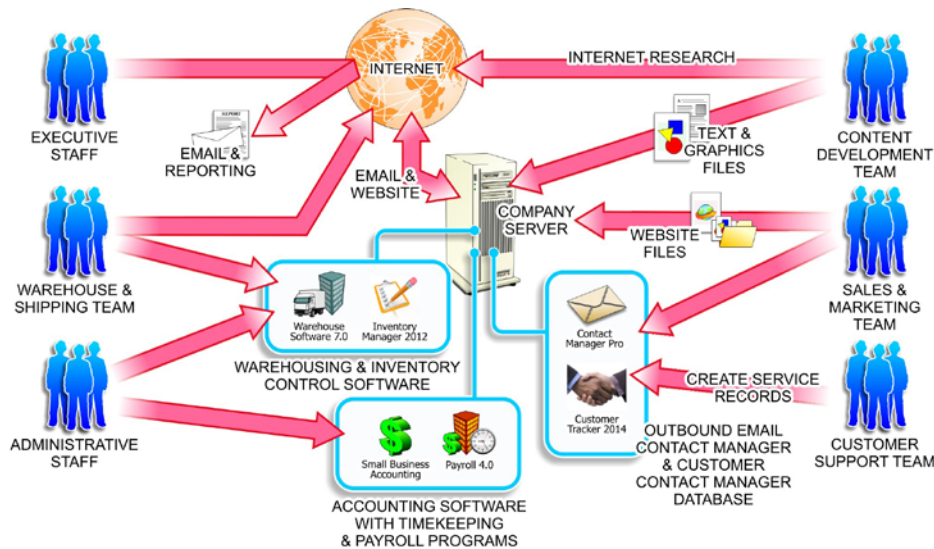 INTERNET
INTERNET RESEARCH
EXECUTIVE
STAFF
REPORT
EMAIL &
REPORTING
TEXT &
GRAPHICS
FILES
CONTENT
DEVELOPMENT
TEAM
EMAIL &
WEBSITE
COMPANY
SERVER
WEBSITE
FILES
WAREHOUSE &
SHIPPING TEAM
Warehouse
Software 7.0
Inventory
Manager 2012
WAREHOUSING & INVENTORY
CONTROL SOFTWARE
Contact
Manager Pro
SALES &
MARKETING
TEAM
Customer
Tracker 2014
CREATE SERVICE
RECORDS
ADMINISTRATIVE
STAFF
Small Business
Accounting
Payroll 4.0
ACCOUNTING SOFTWARE
WITH TIMEKEEPING
& PAYROLL PROGRAMS
OUTBOUND EMAIL
CONTACT MANAGER
& CUSTOMER
CONTACT MANAGER
DATABASE
CUSTOMER
SUPPORT TEAM